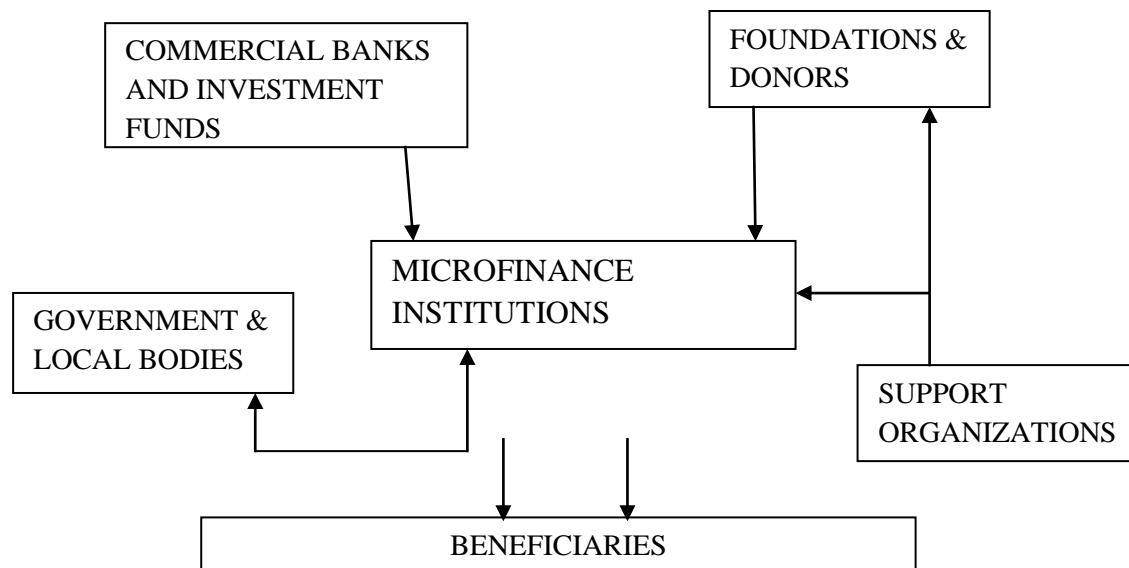 COMMERCIAL BANKS
AND INVESTMENT
FUNDS
FOUNDATIONS &
DONORS
MICROFINANCE
INSTITUTIONS
GOVERNMENT &
LOCAL BODIES
SUPPORT
ORGANIZATIONS
BENEFICIARIES